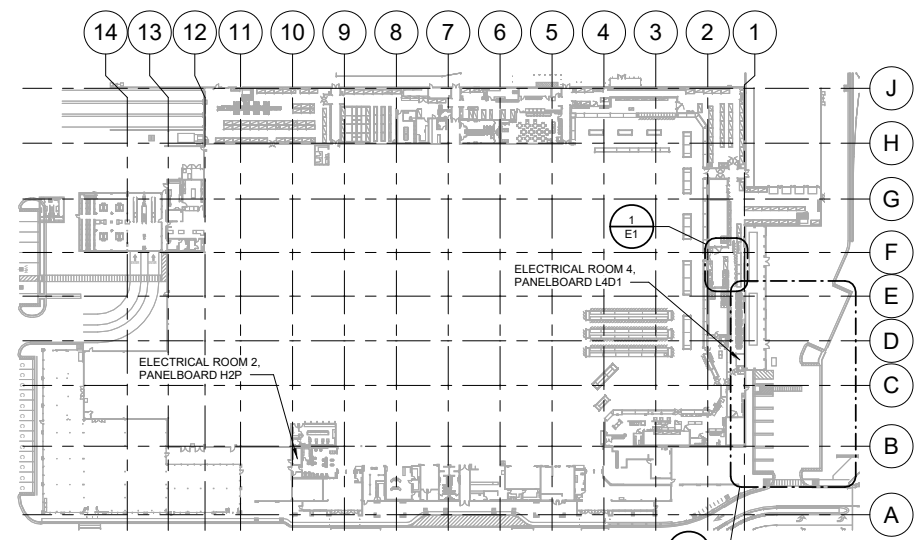 14 13 12 11 10 9 8 7 6 5 4 3 2 1
J
H
G
1
E1
F
ELECTRICAL ROOM 4,
PANELBOARD L4D1
E
D
ELECTRICAL ROOM 2,
PANELBOARD H2P
C
B
A